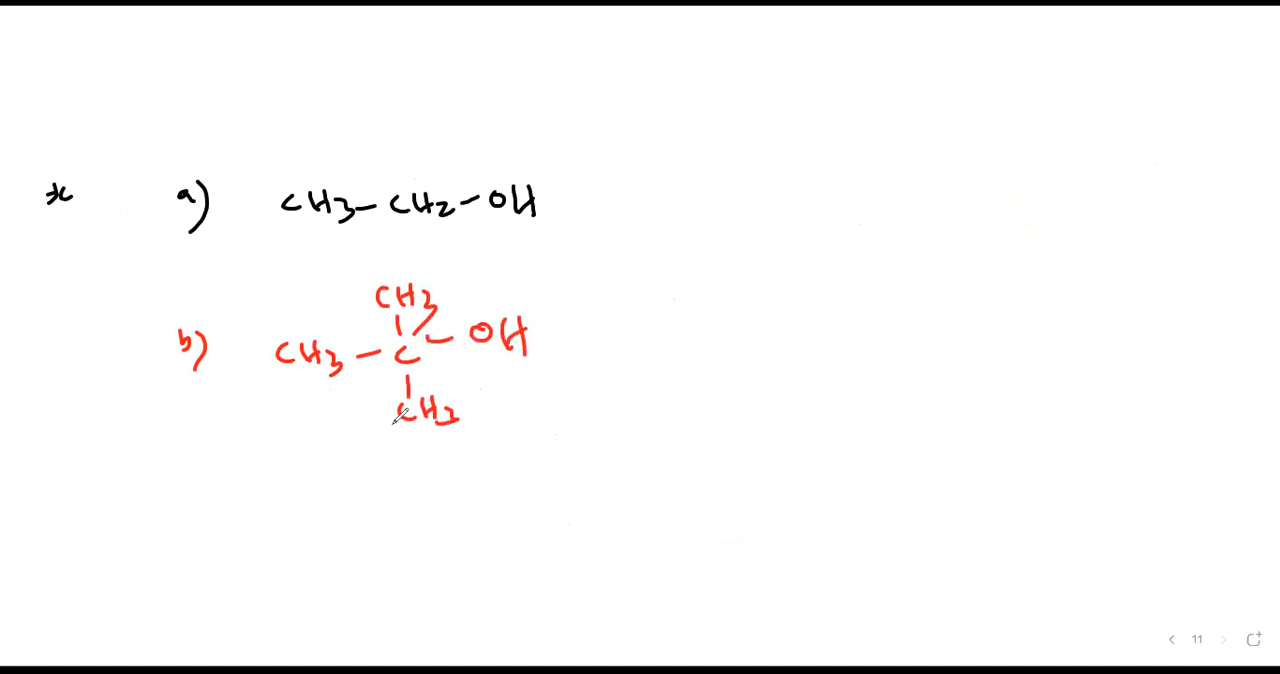 * a) CH3-CH2-OH
CH3
|
b) CH3-C-OH
|
CH3
< 11 >